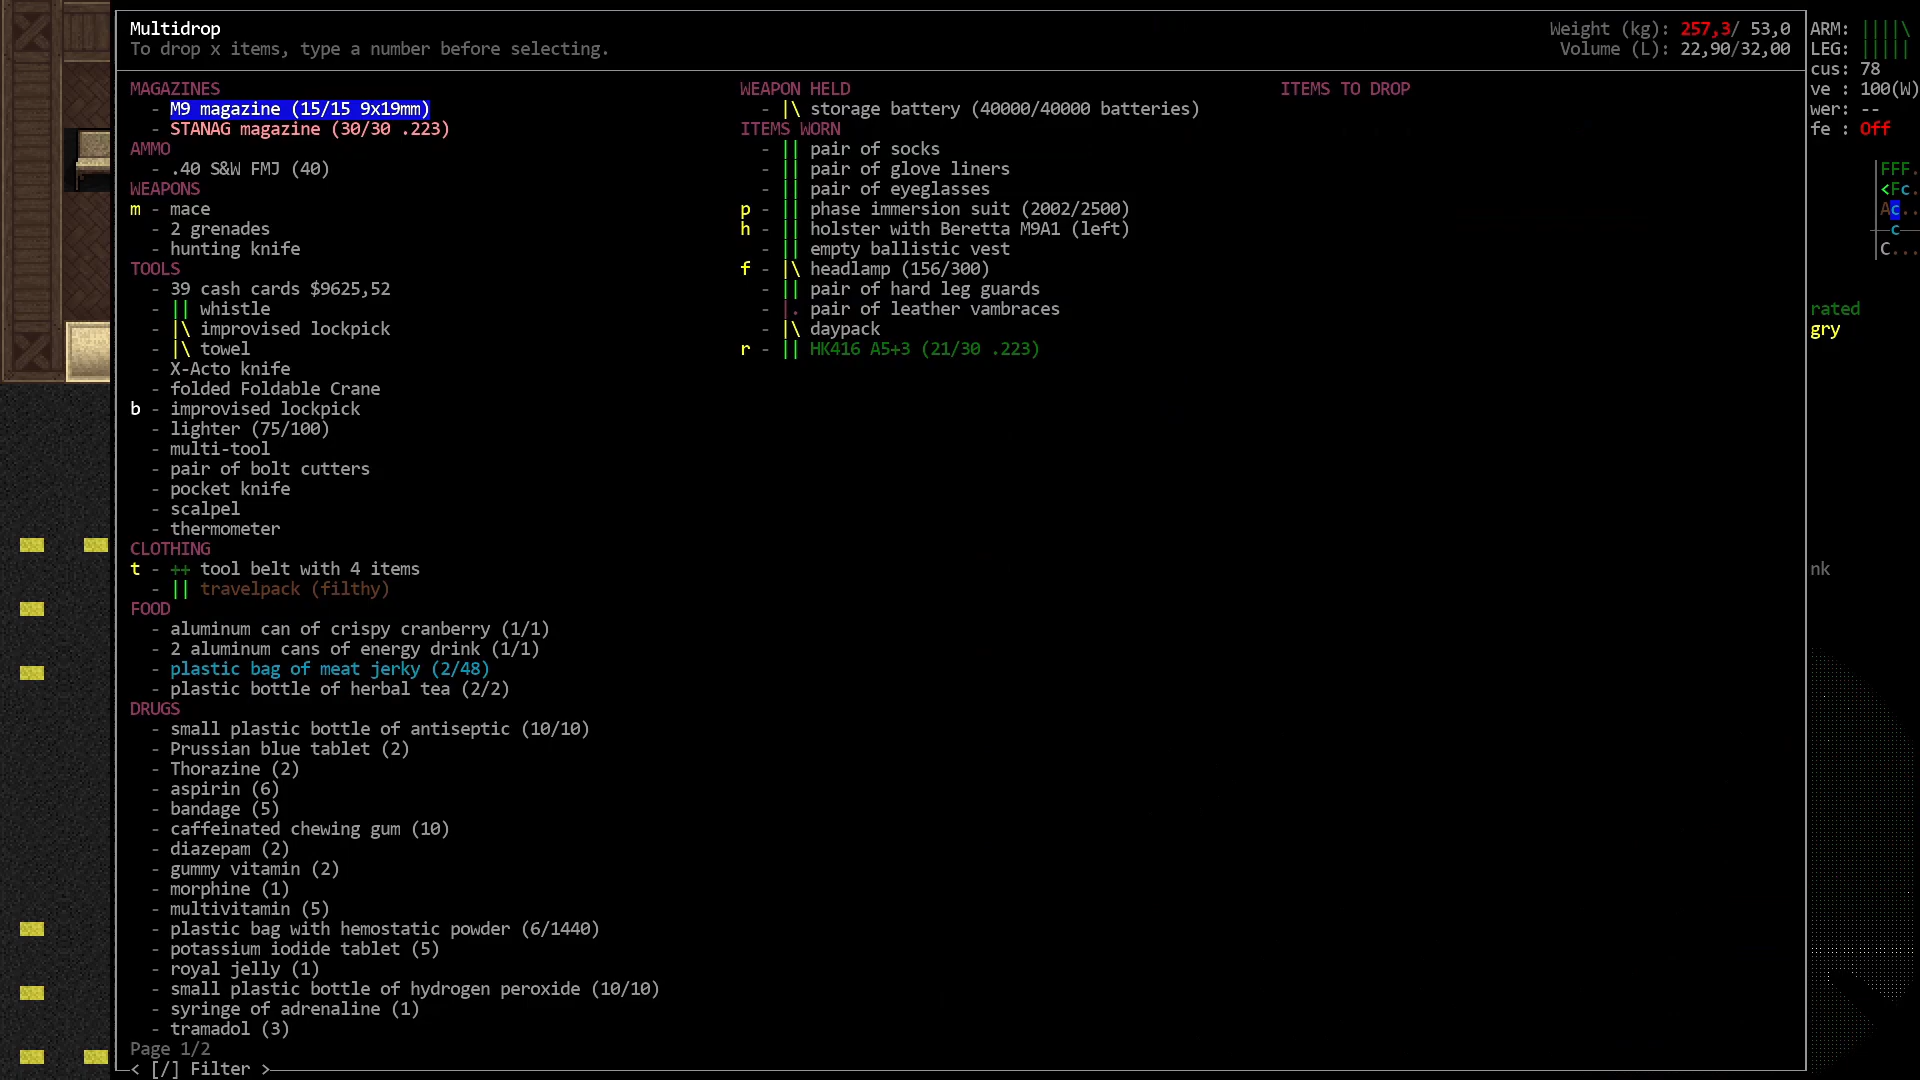 Multidrop
To drop x items, type a number before selecting.
Weight (kg): 257,3/ 53,0
Volume (L): 22,90/32,00
MAGAZINES
- M9 magazine (15/15 9x19mm)
- STANAG magazine (30/30 .223)
AMMO
- .40 S&W FMJ (40)
WEAPONS
m - mace
- 2 grenades
- hunting knife
TOOLS
- 39 cash cards $9625,52
- || whistle
- |\ improvised lockpick
- |\ towel
- X-Acto knife
- folded Foldable Crane
b - improvised lockpick
- lighter (75/100)
- multi-tool
- pair of bolt cutters
- pocket knife
- scalpel
- thermometer
CLOTHING
t - ++ tool belt with 4 items
- || travelpack (filthy)
FOOD
- aluminum can of crispy cranberry (1/1)
- 2 aluminum cans of energy drink (1/1)
- plastic bag of meat jerky (2/48)
- plastic bottle of herbal tea (2/2)
DRUGS
- small plastic bottle of antiseptic (10/10)
- Prussian blue tablet (2)
- Thorazine (2)
- aspirin (6)
- bandage (5)
- caffeinated chewing gum (10)
- diazepam (2)
- gummy vitamin (2)
- morphine (1)
- multivitamin (5)
- plastic bag with hemostatic powder (6/1440)
- potassium iodide tablet (5)
- royal jelly (1)
- small plastic bottle of hydrogen peroxide (10/10)
- syringe of adrenaline (1)
- tramadol (3)
Page 1/2
< [/] Filter >
WEAPON HELD
- |\ storage battery (40000/40000 batteries)
ITEMS WORN
- || pair of socks
- || pair of glove liners
- || pair of eyeglasses
p - || phase immersion suit (2002/2500)
h - || holster with Beretta M9A1 (left)
- || empty ballistic vest
f - |\ headlamp (156/300)
- || pair of hard leg guards
- |. pair of leather vambraces
- |\ daypack
r - || HK416 A5+3 (21/30 .223)
ITEMS TO DROP
ARM: ||||\
LEG: |||||
cus: 78
ve : 100(W)
wer: --
fe : Off
FFF.
<Fc.
Ac..
c
C...
rated
gry
nk